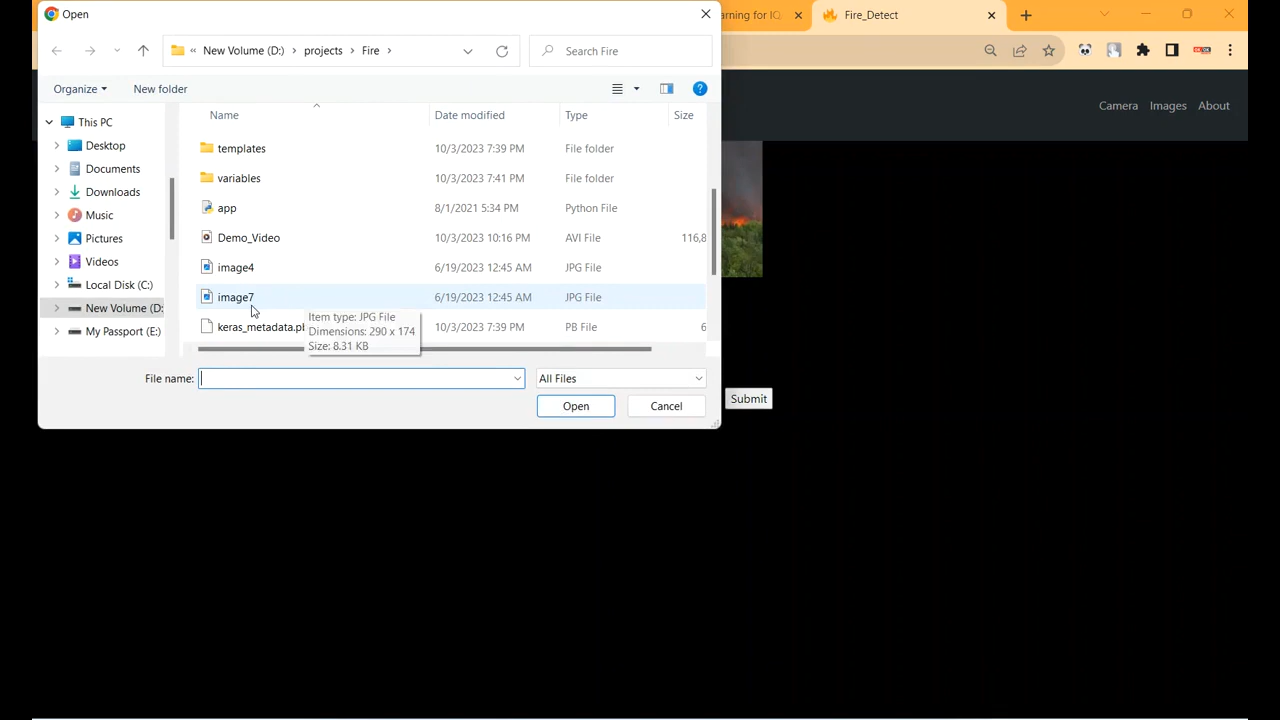 Open
arning for IQ
Fire_Detect
« New Volume (D:) › projects › Fire ›
Search Fire
Organize
New folder
Camera Images About
Name Date modified Type Size
This PC
Desktop
Documents
Downloads
Music
Pictures
Videos
Local Disk (C:)
New Volume (D:
My Passport (E:)
templates 10/3/2023 7:39 PM File folder
variables 10/3/2023 7:41 PM File folder
app 8/1/2021 5:34 PM Python File
Demo_Video 10/3/2023 10:16 PM AVI File 116,8
image4 6/19/2023 12:45 AM JPG File
image7 6/19/2023 12:45 AM JPG File
keras_metadata.pb 10/3/2023 7:39 PM PB File 6
Item type: JPG File
Dimensions: 290 x 174
Size: 8.31 KB
File name:
All Files
Open Cancel
Submit